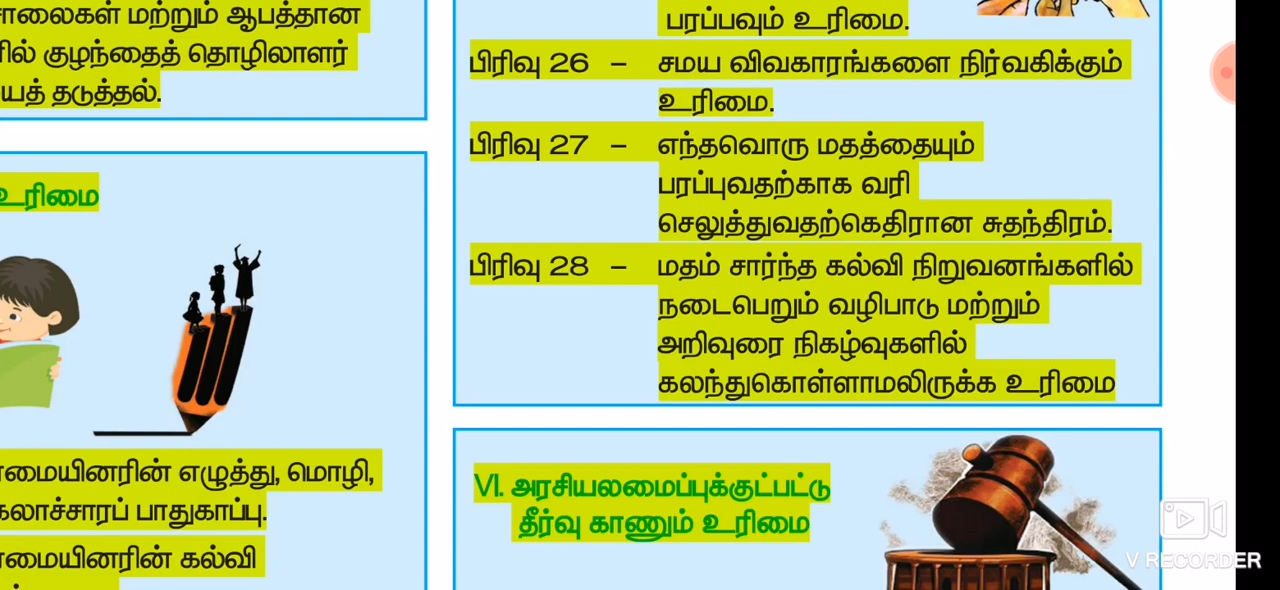 சாலைகள் மற்றும் ஆபத்தான
ரில் குழந்தைத் தொழிலாளர்
யைத் தடுத்தல்.
உரிமை
மையினரின் எழுத்து, மொழி,
கலாச்சாரப் பாதுகாப்பு.
மையினரின் கல்வி
பரப்பவும் உரிமை.
பிரிவு 26 – சமய விவகாரங்களை நிர்வகிக்கும்
உரிமை.
பிரிவு 27 – எந்தவொரு மதத்தையும்
பரப்புவதற்காக வரி
செலுத்துவதற்கெதிரான சுதந்திரம்.
பிரிவு 28 – மதம் சார்ந்த கல்வி நிறுவனங்களில்
நடைபெறும் வழிபாடு மற்றும்
அறிவுரை நிகழ்வுகளில்
கலந்துகொள்ளாமலிருக்க உரிமை
VI. அரசியலமைப்புக்குட்பட்டு
தீர்வு காணும் உரிமை
V RECORDER